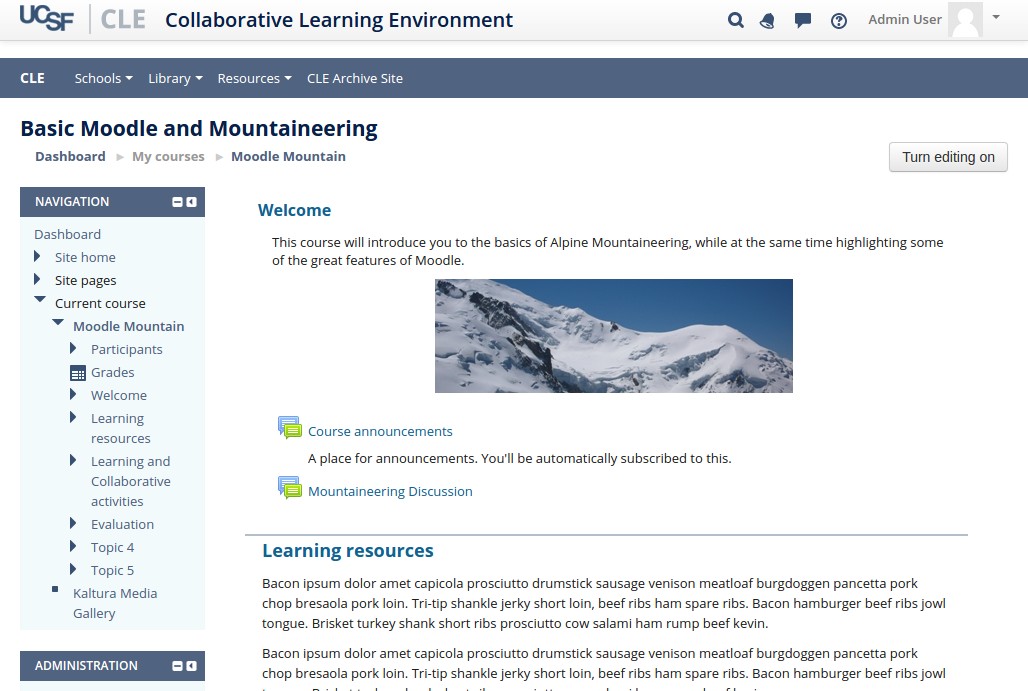 UCSF CLE Collaborative Learning Environment Admin User
CLE Schools Library Resources CLE Archive Site
Basic Moodle and Mountaineering
Dashboard My courses Moodle Mountain
Turn editing on
NAVIGATION
Dashboard
Site home
Site pages
Current course
Moodle Mountain
Participants
Grades
Welcome
Learning
resources
Learning and
Collaborative
activities
Evaluation
Topic 4
Topic 5
Kaltura Media
Gallery
ADMINISTRATION
Welcome
This course will introduce you to the basics of Alpine Mountaineering, while at the same time highlighting some
of the great features of Moodle.
Course announcements
A place for announcements. You'll be automatically subscribed to this.
Mountaineering Discussion
Learning resources
Bacon ipsum dolor amet capicola prosciutto drumstick sausage venison meatloaf burgdoggen pancetta pork
chop bresaola pork loin. Tri-tip shankle jerky short loin, beef ribs ham spare ribs. Bacon hamburger beef ribs jowl
tongue. Brisket turkey shank short ribs prosciutto cow salami ham rump beef kevin.
Bacon ipsum dolor amet capicola prosciutto drumstick sausage venison meatloaf burgdoggen pancetta pork
chop bresaola pork loin. Tri-tip shankle jerky short loin, beef ribs ham spare ribs. Bacon hamburger beef ribs jowl